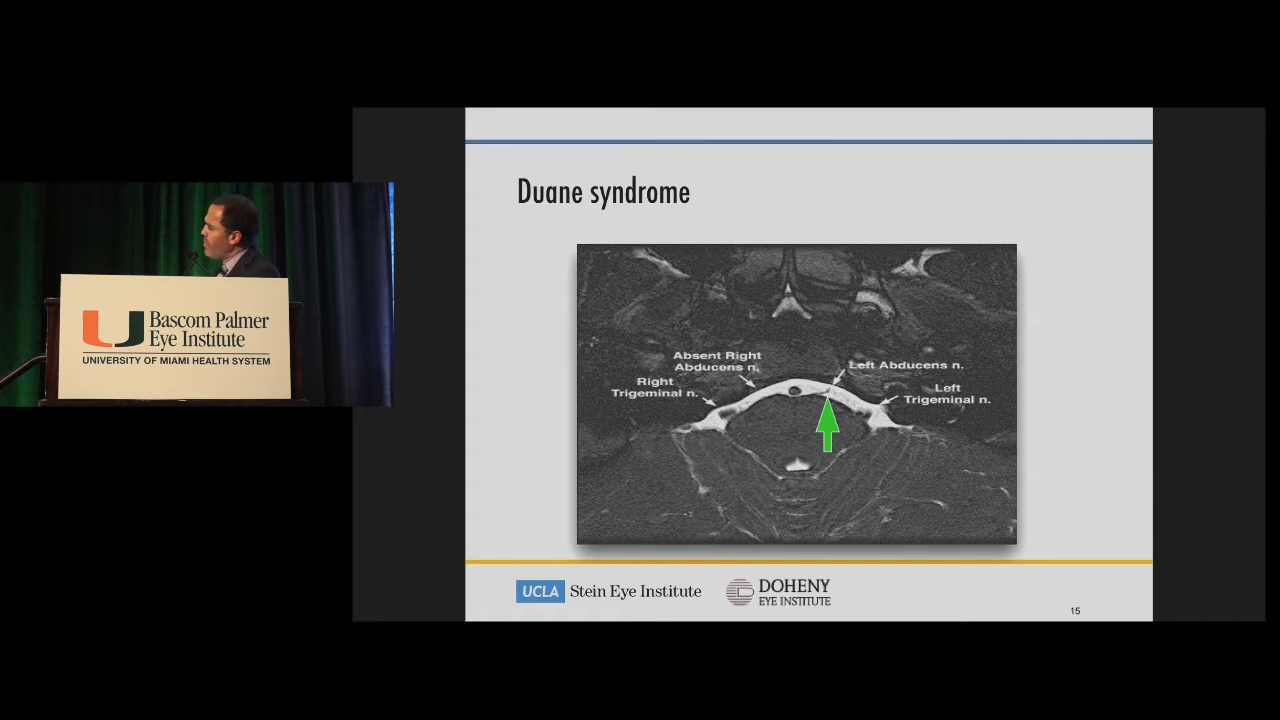 Duane syndrome
Absent Right
Abducens n.
Left Abducens n.
Right
Trigeminal n.
Left
Trigeminal n.
Bascom Palmer
Eye Institute
UNIVERSITY OF MIAMI HEALTH SYSTEM
UCLA Stein Eye Institute
DOHENY
EYE INSTITUTE
15